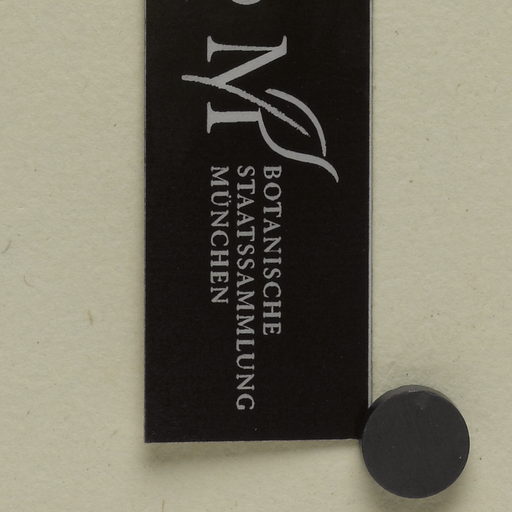 M
BOTANISCHE
STAATSSAMMLUNG
MÜNCHEN